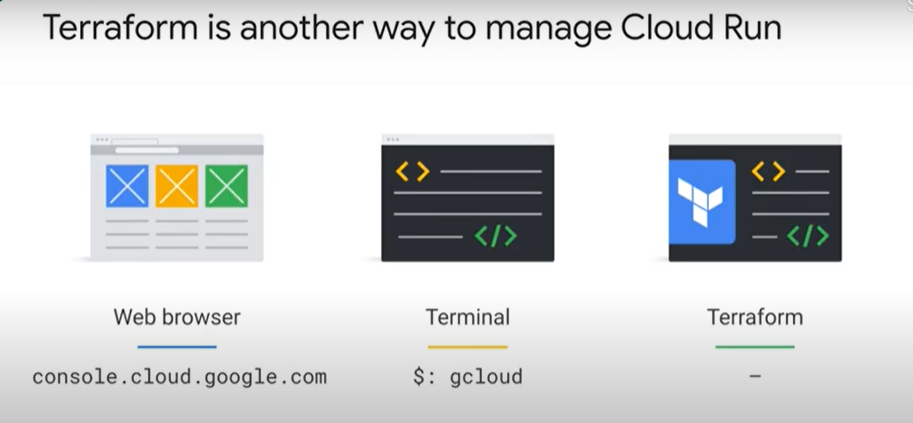 Terraform is another way to manage Cloud Run
<> 
</>
<>
</>
Web browser
Terminal
Terraform
console.cloud.google.com
$: gcloud
–